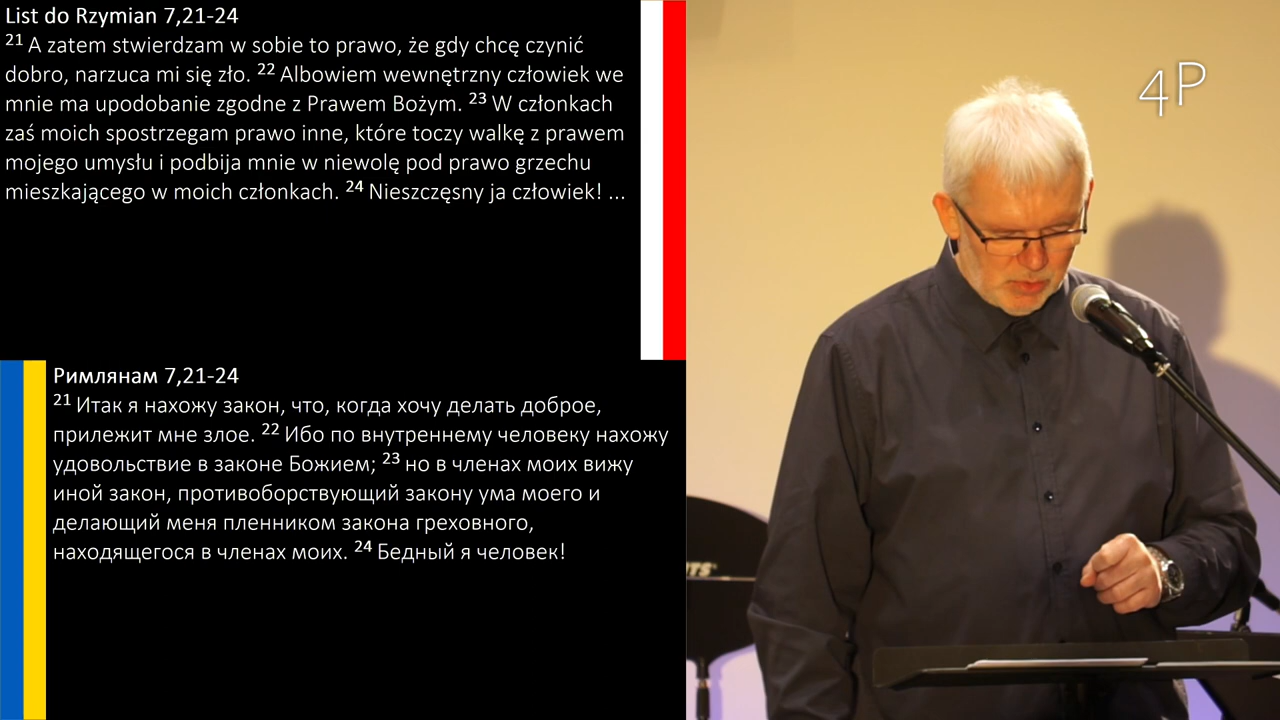 List do Rzymian 7,21-24
21 A zatem stwierdzam w sobie to prawo, że gdy chcę czynić
dobro, narzuca mi się zło. 22 Albowiem wewnętrzny człowiek we
mnie ma upodobanie zgodne z Prawem Bożym. 23 W członkach
zaś moich spostrzegam prawo inne, które toczy walkę z prawem
mojego umysłu i podbija mnie w niewolę pod prawo grzechu
mieszkającego w moich członkach. 24 Nieszczęsny ja człowiek! ...
Римлянам 7,21-24
21 Итак я нахожу закон, что, когда хочу делать доброе,
прилежит мне злое. 22 Ибо по внутреннему человеку нахожу
удовольствие в законе Божием; 23 но в членах моих вижу
иной закон, противоборствующий закону ума моего и
делающий меня пленником закона греховного,
находящегося в членах моих. 24 Бедный я человек!
4P